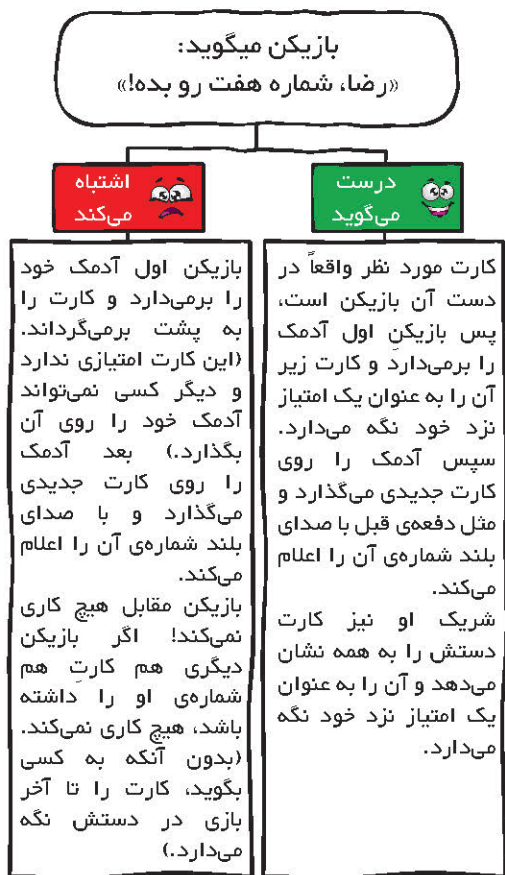 بازیکن میگوید:
«رضا، شماره هفت رو بده!»
درست
می‌گوید
کارت مورد نظر واقعاً در
دست آن بازیکن است،
پس بازیکنِ اول آدمک
را برمی‌دارد و کارت زیر
آن را به عنوان یک امتیاز
نزد خود نگه می‌دارد.
سپس آدمک را روی
کارت جدیدی می‌گذارد و
مثل دفعه‌ی قبل با صدای
بلند شماره‌ی آن را اعلام
می‌کند.
شریک او نیز کارت
دستش را به همه نشان
می‌دهد و آن را به عنوان
یک امتیاز نزد خود نگه
می‌دارد.
اشتباه
می‌کند
بازیکن اول آدمک خود
را برمی‌دارد و کارت را
به پشت برمی‌گرداند.
(این کارت امتیازی ندارد
و دیگر کسی نمی‌تواند
آدمک خود را روی آن
بگذارد.) بعد آدمک
را روی کارت جدیدی
می‌گذارد و با صدای
بلند شماره‌ی آن را اعلام
می‌کند.
بازیکن مقابل هیچ کاری
نمی‌کند! اگر بازیکن
دیگری هم کارتِ هم
شماره‌ی او را داشته
باشد، هیچ کاری نمی‌کند.
(بدون آنکه به کسی
بگوید، کارت را تا آخر
بازی در دستش نگه
می‌دارد.)